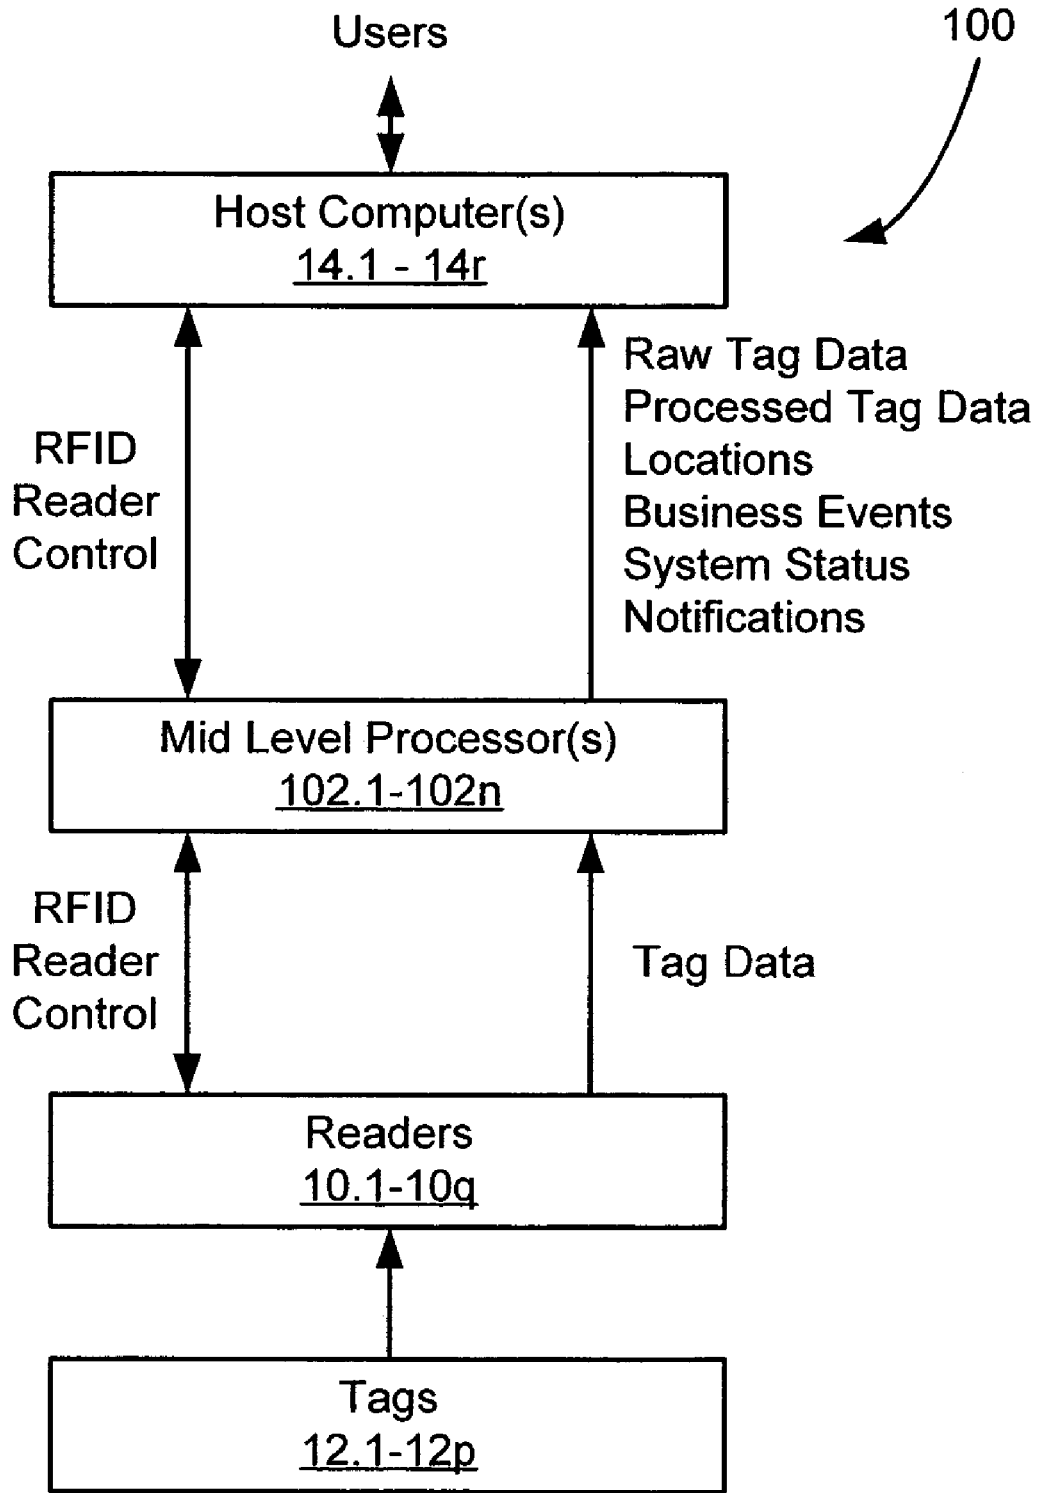 Users
100
Host Computer(s)
14.1 - 14r
RFID
Reader
Control
Raw Tag Data
Processed Tag Data
Locations
Business Events
System Status
Notifications
Mid Level Processor(s)
102.1-102n
RFID
Reader
Control
Tag Data
Readers
10.1-10q
Tags
12.1-12p